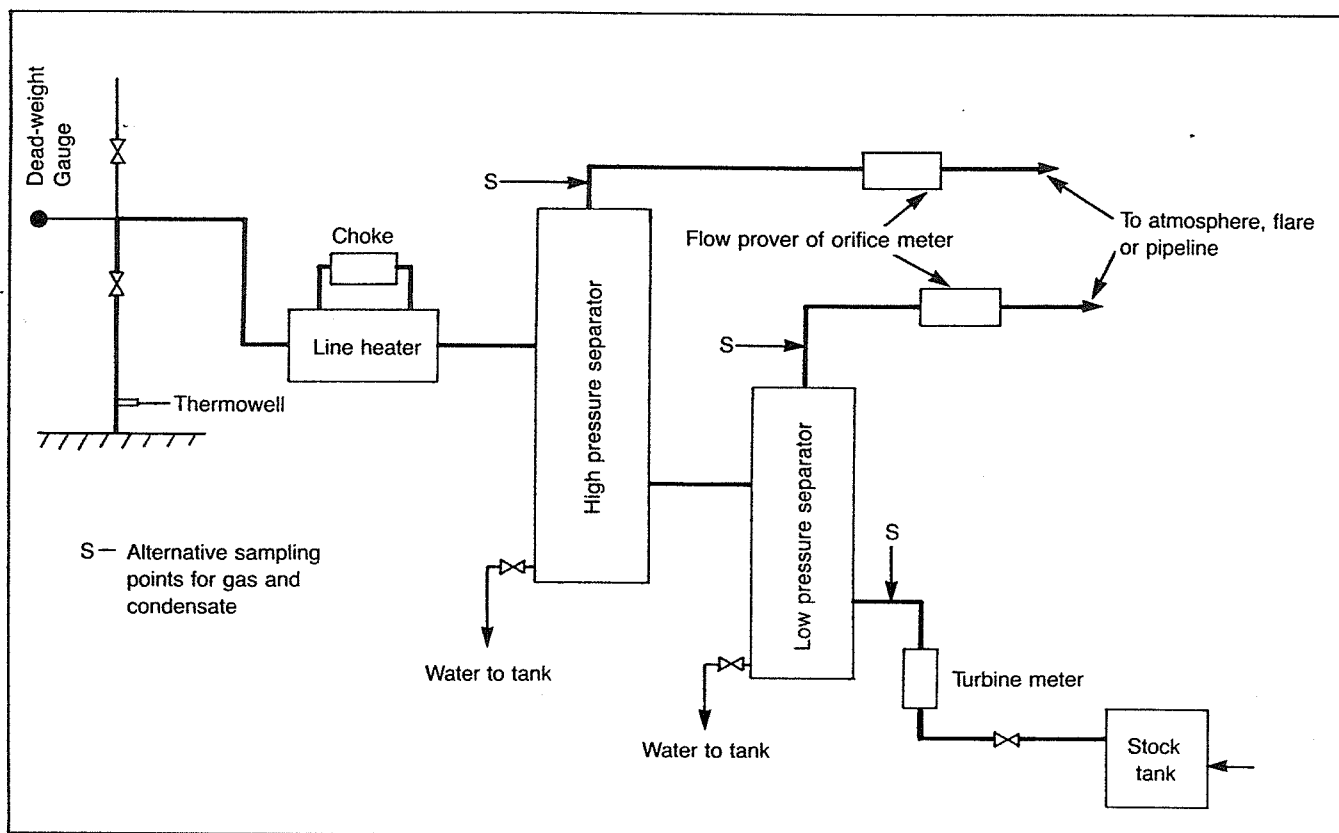 Dead-weight
Gauge
Choke
Line heater
Thermowell
S
High pressure separator
Flow prover of orifice meter
To atmosphere, flare
or pipeline
S
Low pressure separator
S
S — Alternative sampling
points for gas and
condensate
Water to tank
Water to tank
Turbine meter
Stock
tank